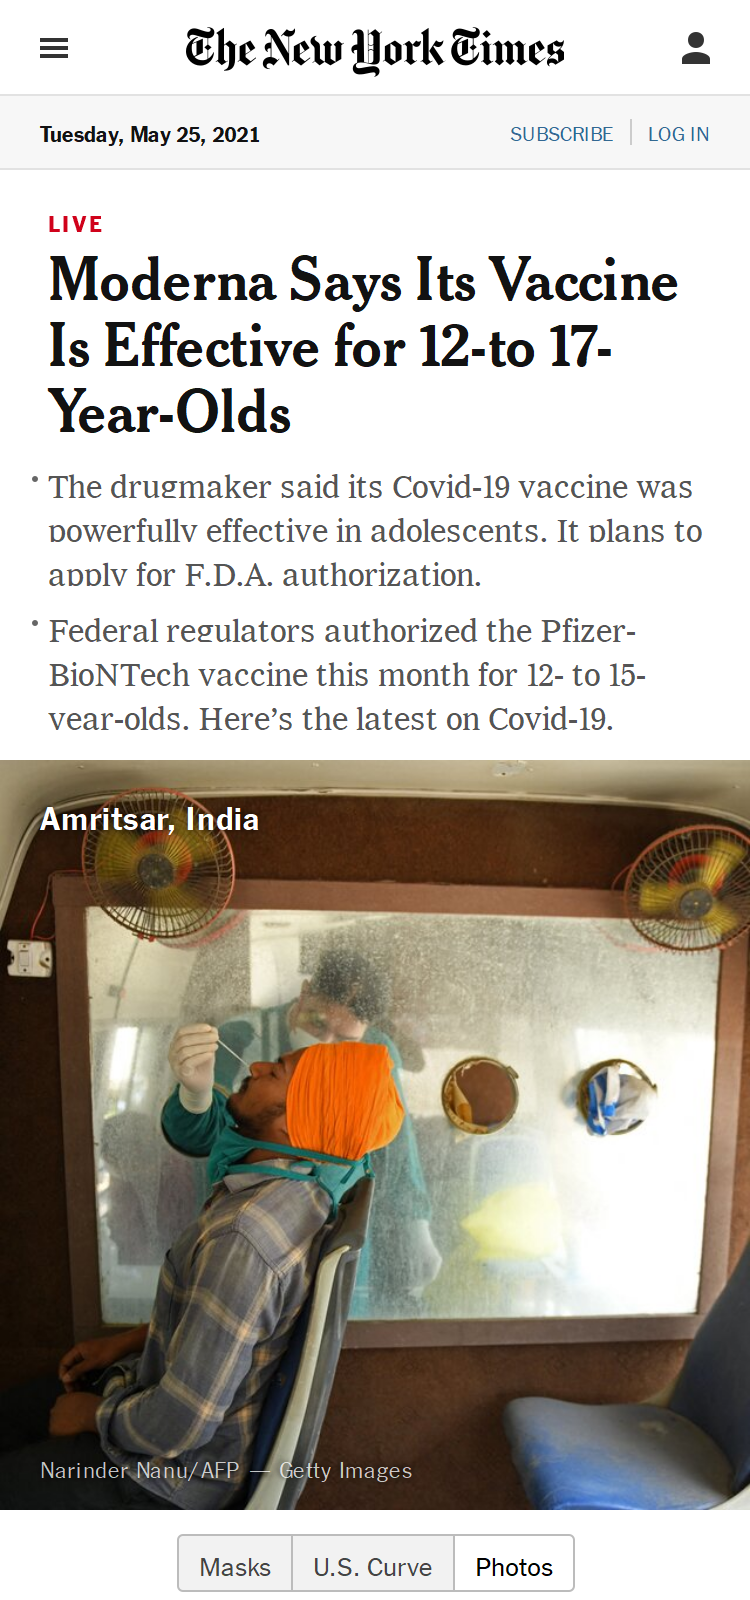 The New York Times
Tuesday, May 25, 2021
SUBSCRIBE
LOG IN
LIVE
Moderna Says Its Vaccine
Is Effective for 12-to 17-
Year-Olds
• The drugmaker said its Covid-19 vaccine was
powerfully effective in adolescents. It plans to
apply for F.D.A. authorization.
• Federal regulators authorized the Pfizer-
BioNTech vaccine this month for 12- to 15-
year-olds. Here’s the latest on Covid-19.
Amritsar, India
Narinder Nanu/AFP — Getty Images
Masks
U.S. Curve
Photos